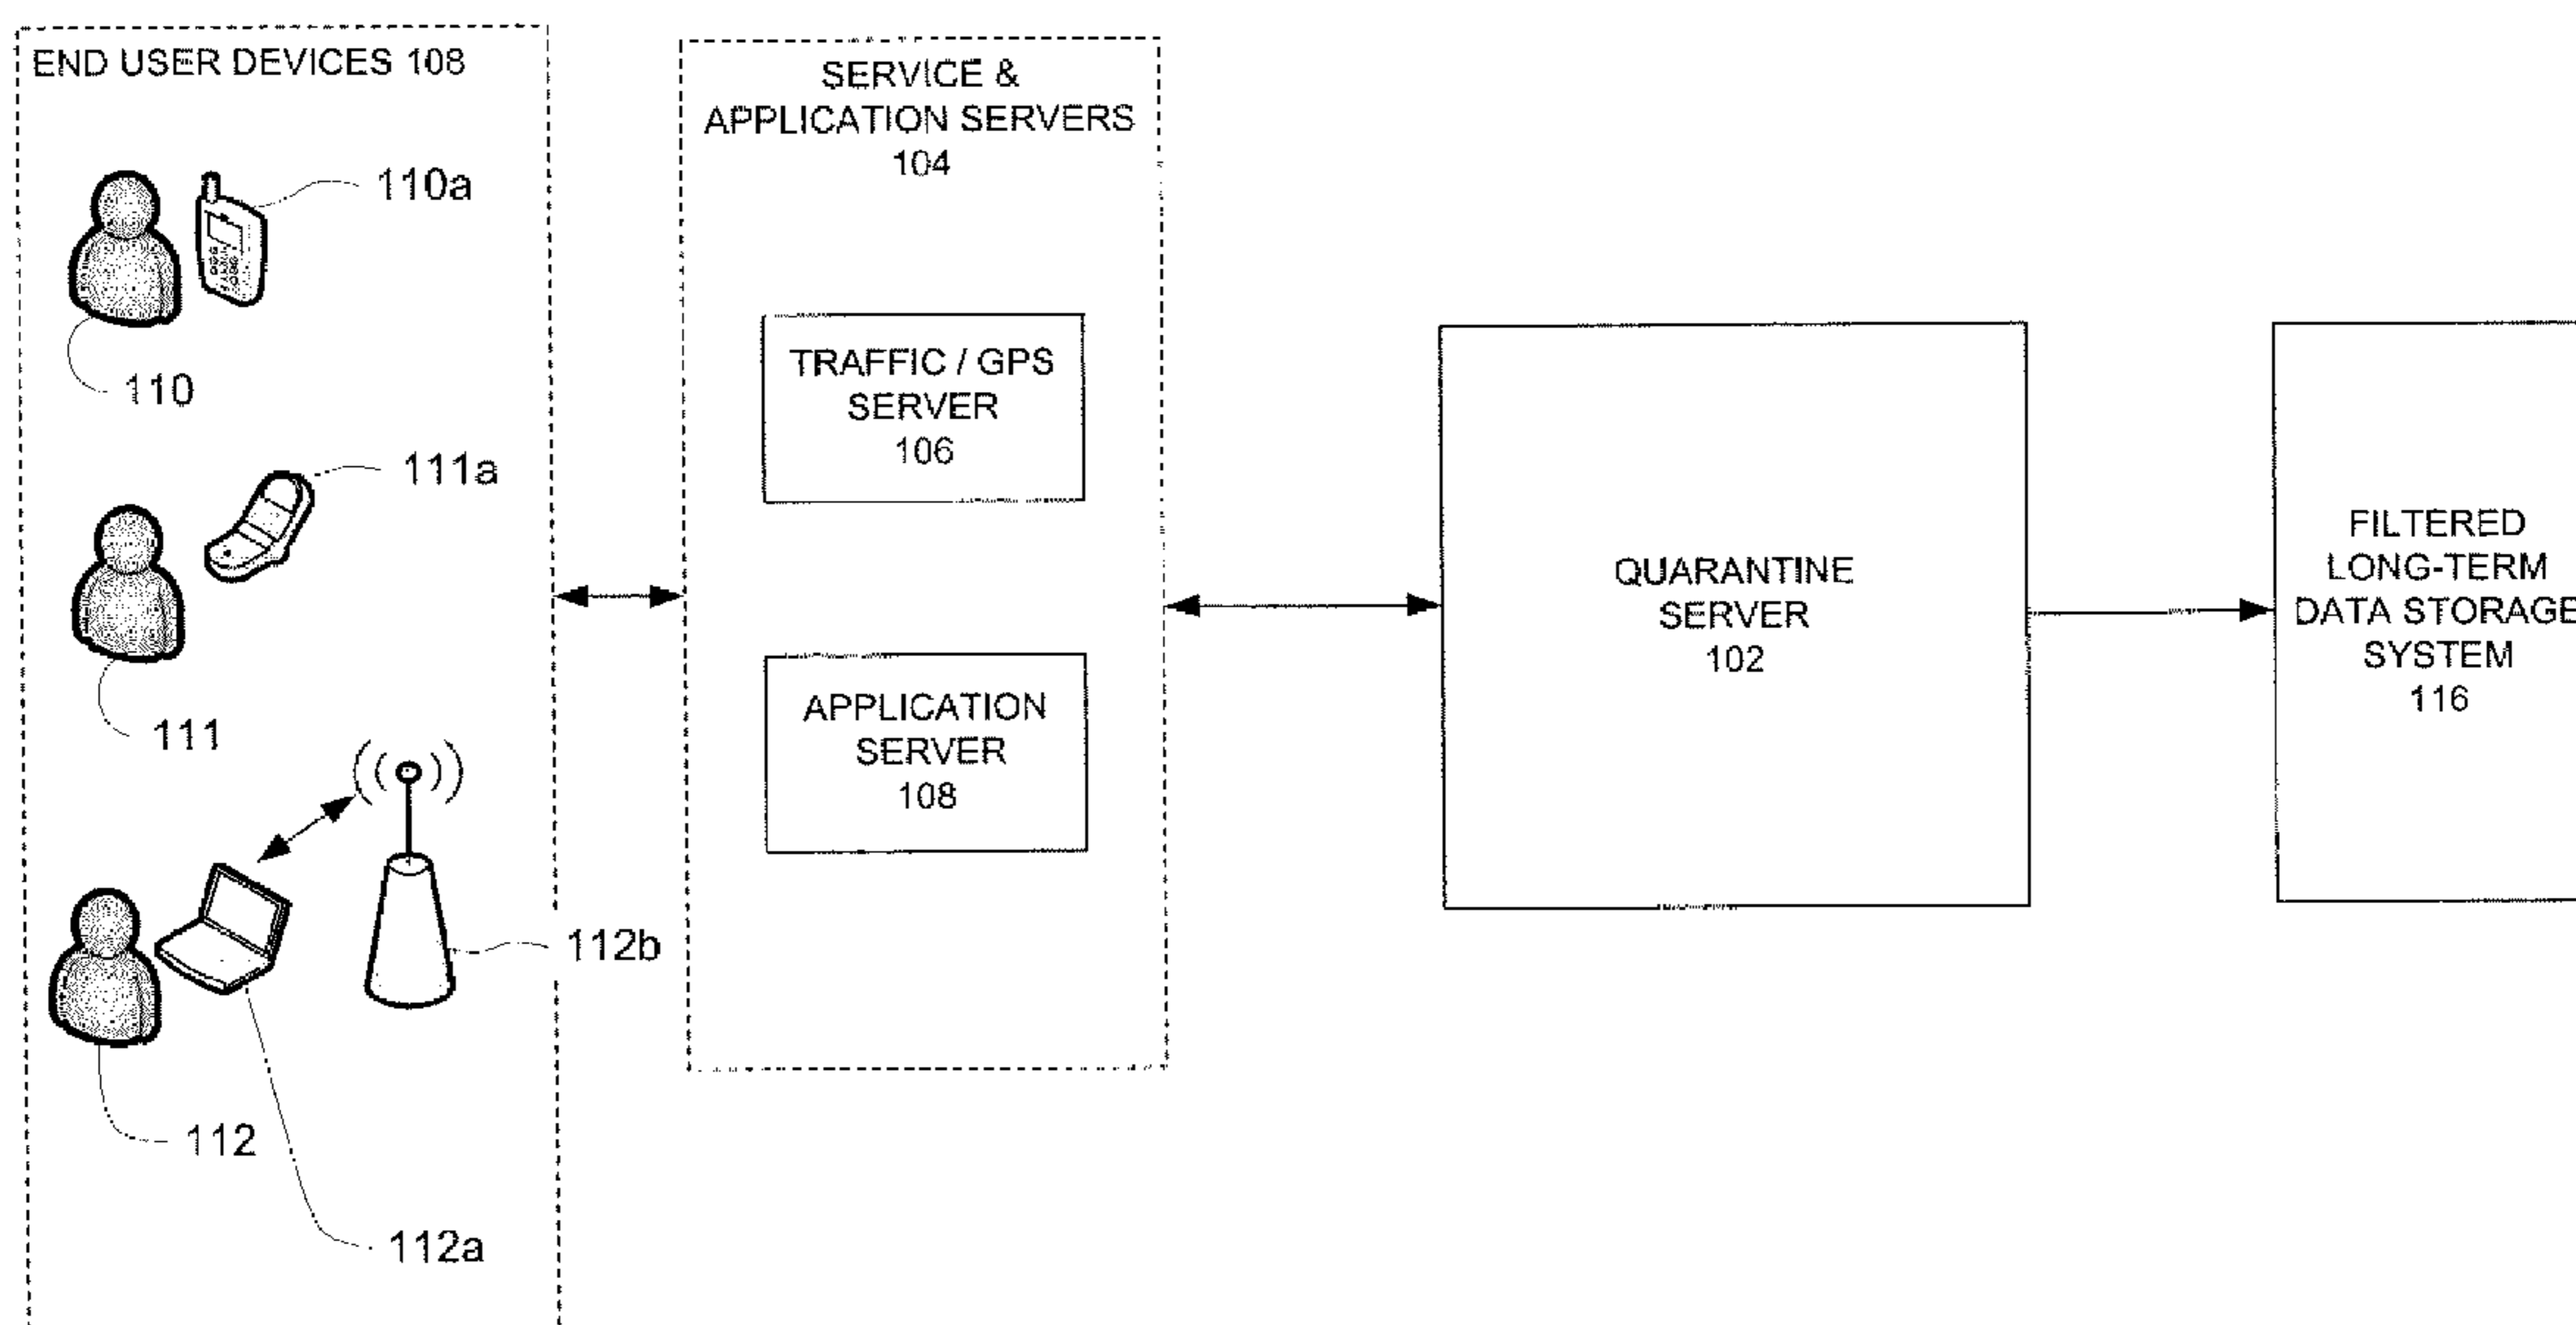 END USER DEVICES 108
110a
110
111a
111
112b
112
112a
SERVICE &
APPLICATION SERVERS
104
TRAFFIC / GPS
SERVER
106
APPLICATION
SERVER
108
QUARANTINE
SERVER
102
FILTERED
LONG-TERM
DATA STORAGE
SYSTEM
116